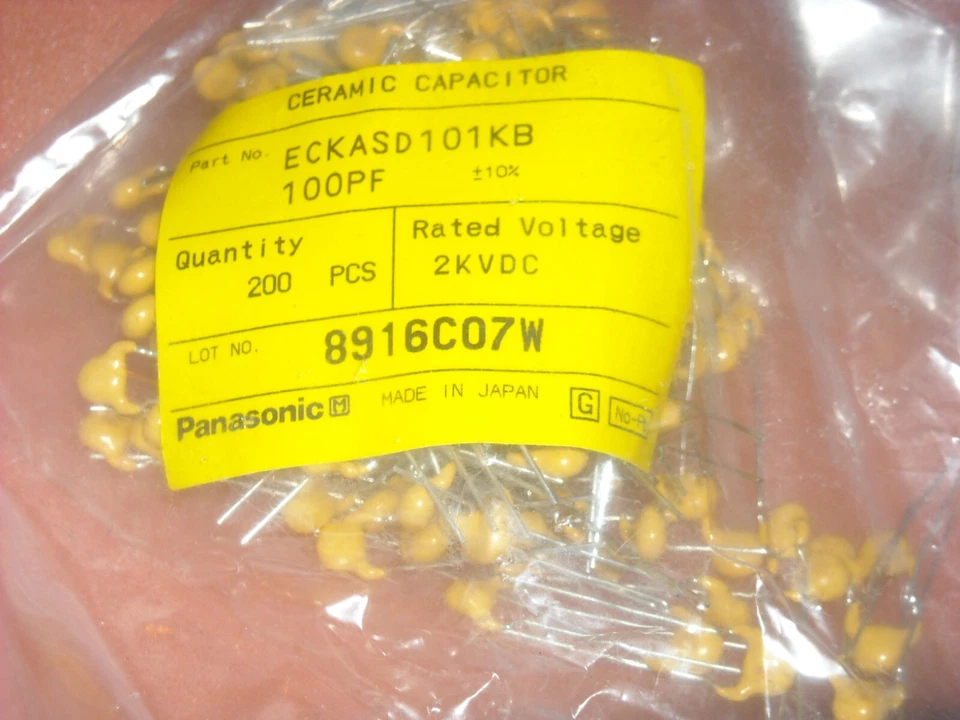 CERAMIC CAPACITOR
Part No. ECKASD101KB
100PF ±10%
Quantity
200 PCS
Rated Voltage
2KVDC
LOT NO. 8916C07W
Panasonic M MADE IN JAPAN G